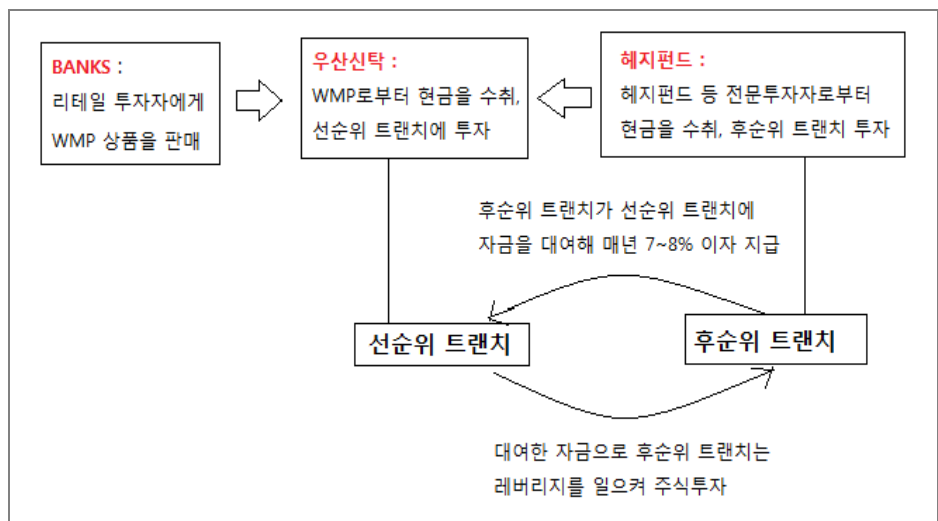 BANKS :
리테일 투자자에게
WMP 상품을 판매
우산신탁 :
WMP로부터 현금을 수취,
선순위 트랜치에 투자
헤지펀드 :
헤지펀드 등 전문투자자로부터
현금을 수취, 후순위 트랜치 투자
후순위 트랜치가 선순위 트랜치에
자금을 대여해 매년 7~8% 이자 지급
선순위 트랜치
후순위 트랜치
대여한 자금으로 후순위 트랜치는
레버리지를 일으켜 주식투자